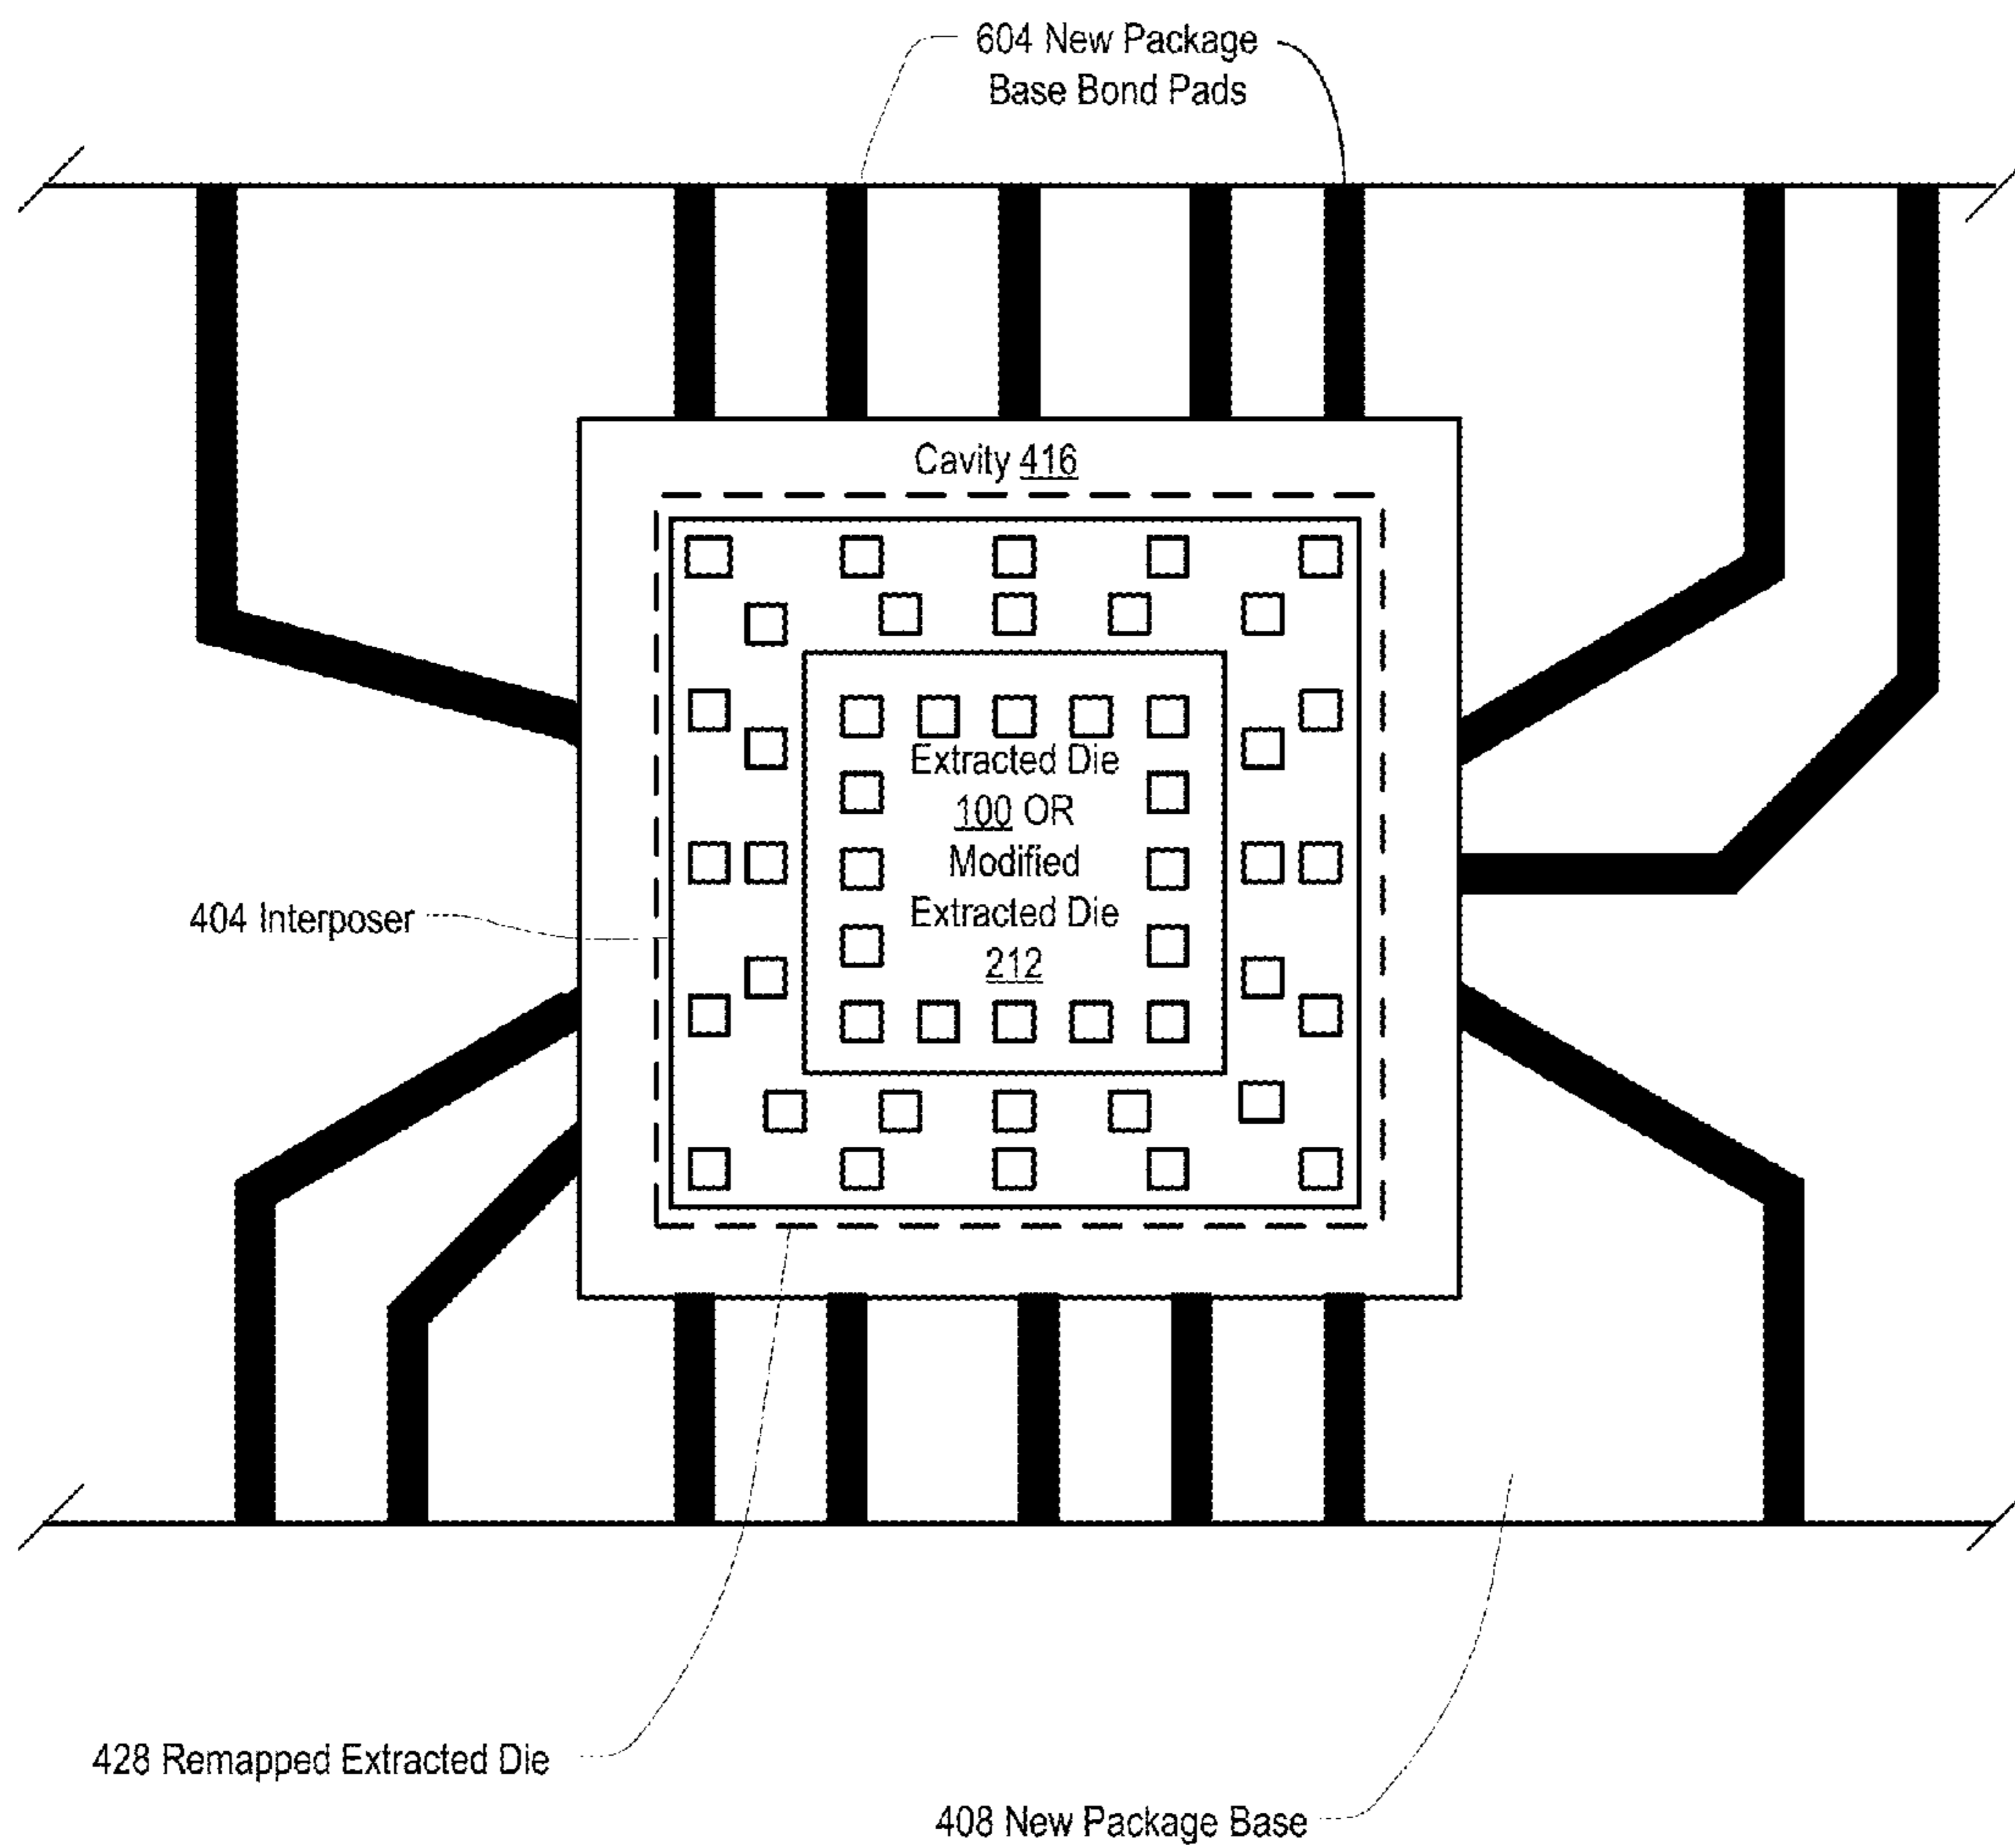 604 New Package
Base Bond Pads
Cavity 416
Extracted Die
100 OR
Modified
Extracted Die
212
404 Interposer
428 Remapped Extracted Die
408 New Package Base